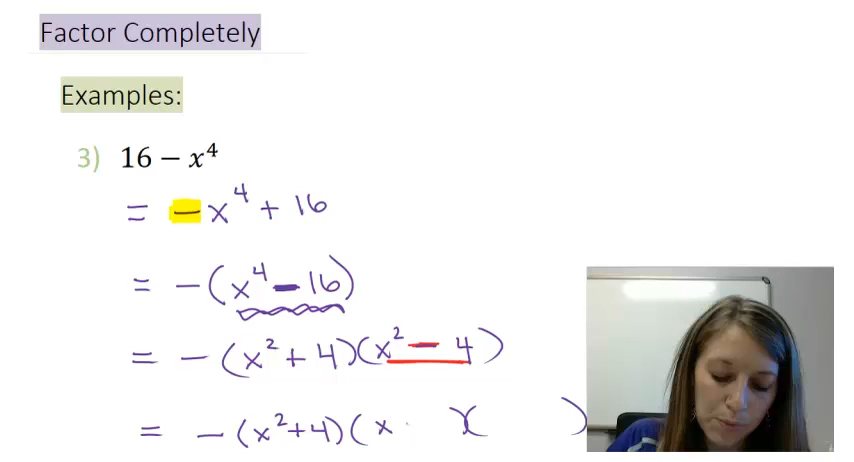 Factor Completely
Examples:
3) 16 − x⁴
= −x⁴ + 16
= −(x⁴ − 16)
= −(x² + 4)(x² − 4)
= −(x²+4)(x )( )